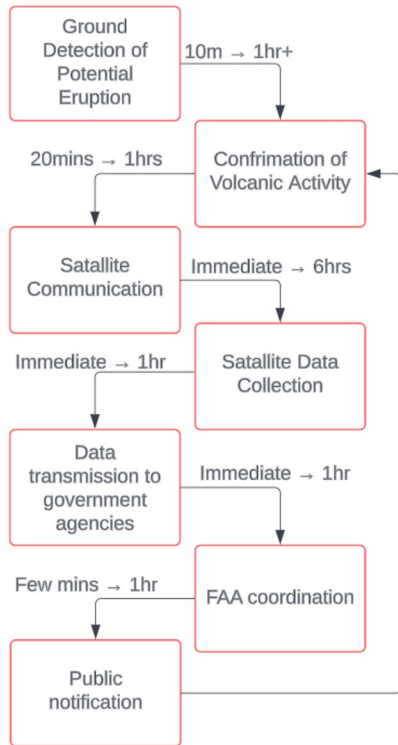 Ground
Detection of
Potential
Eruption
10m → 1hr+
Confrimation of
Volcanic Activity
20mins → 1hrs
Satallite
Communication
Immediate → 6hrs
Satallite Data
Collection
Immediate → 1hr
Data
transmission to
government
agencies
Immediate → 1hr
FAA coordination
Few mins → 1hr
Public
notification